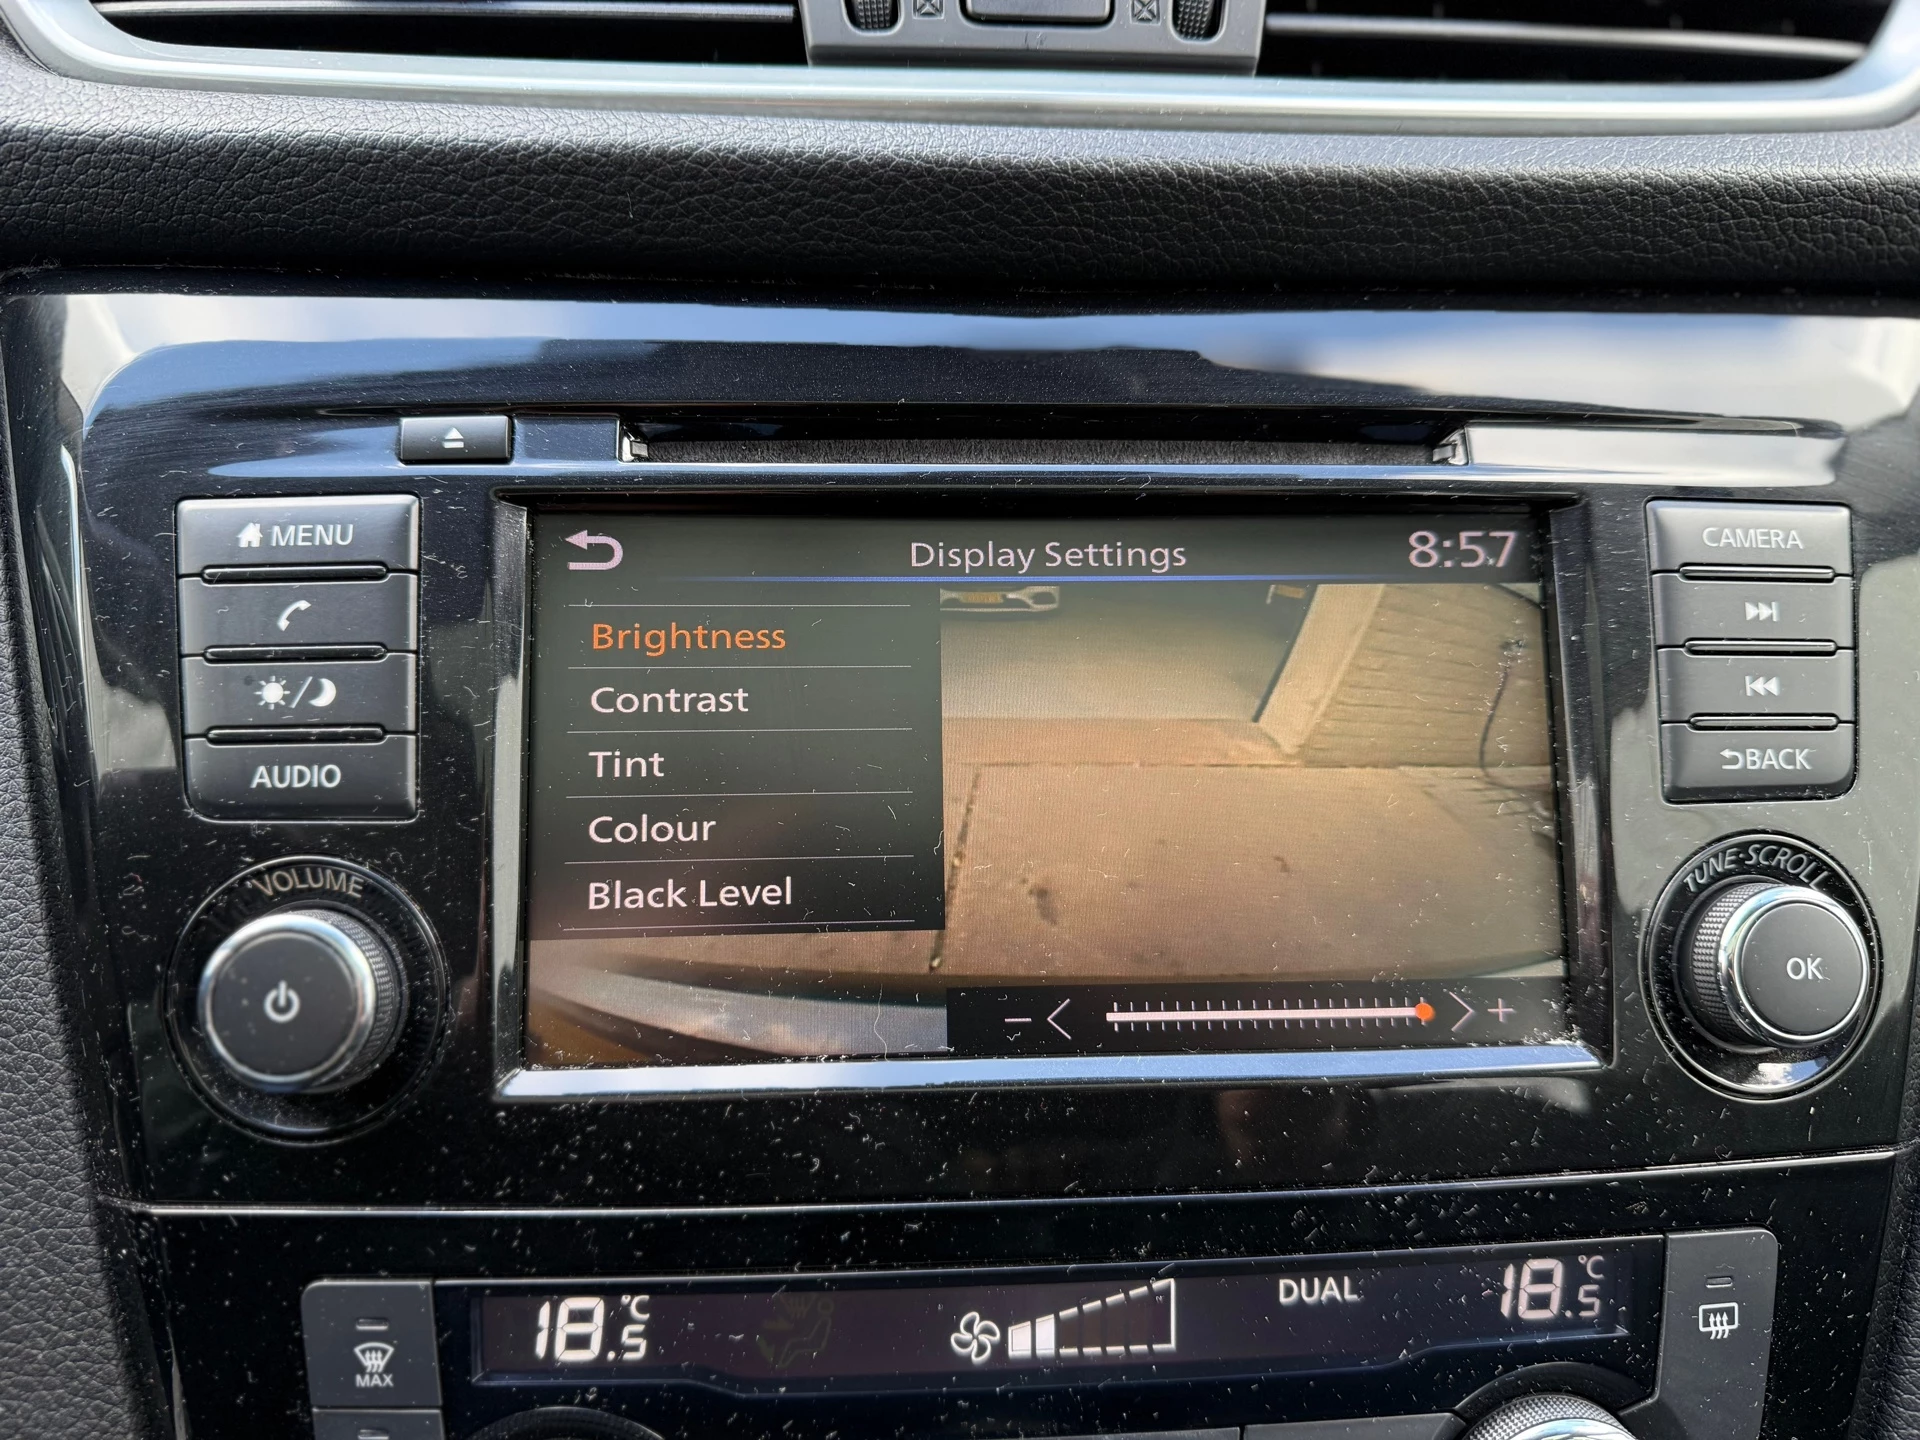 Display Settings 8:57
MENU
Brightness
CAMERA
Contrast
Tint
AUDIO
BACK
Colour
Black Level
VOLUME
TUNE·SCROLL
OK
− +
18.5°C
DUAL
18.5°C
MAX